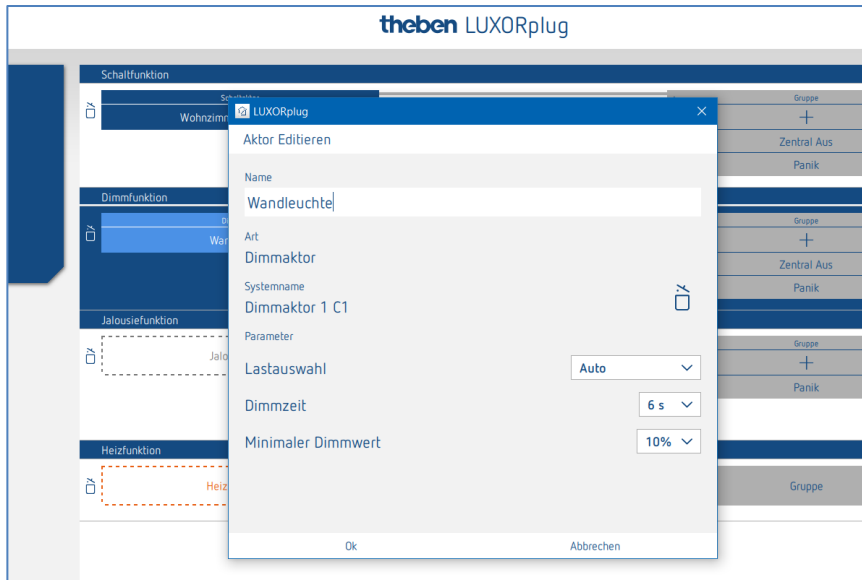 theben LUXORplug
Schaltfunktion
Gruppe
Wohnzimm
Zentral Aus
Panik
LUXORplug
Aktor Editieren
Name
Wandleuchte
Art
Dimmaktor
Systemname
Dimmaktor 1 C1
Parameter
Lastauswahl Auto
Dimmzeit 6 s
Minimaler Dimmwert 10%
Ok Abbrechen
Dimmfunktion
Gruppe
War
Zentral Aus
Panik
Jalousiefunktion
Gruppe
Jalo
Panik
Heizfunktion
Heiz
Gruppe